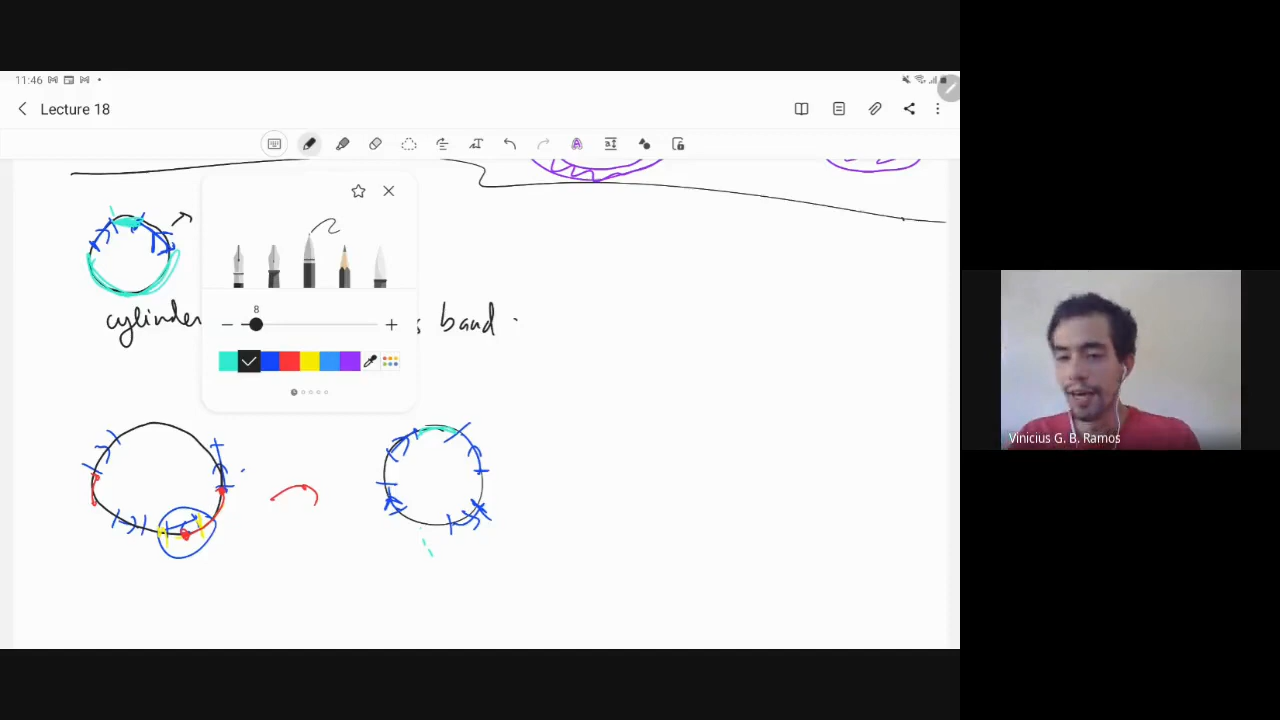 11:46
Lecture 18
8
cylinder s band.
Vinicius G. B. Ramos